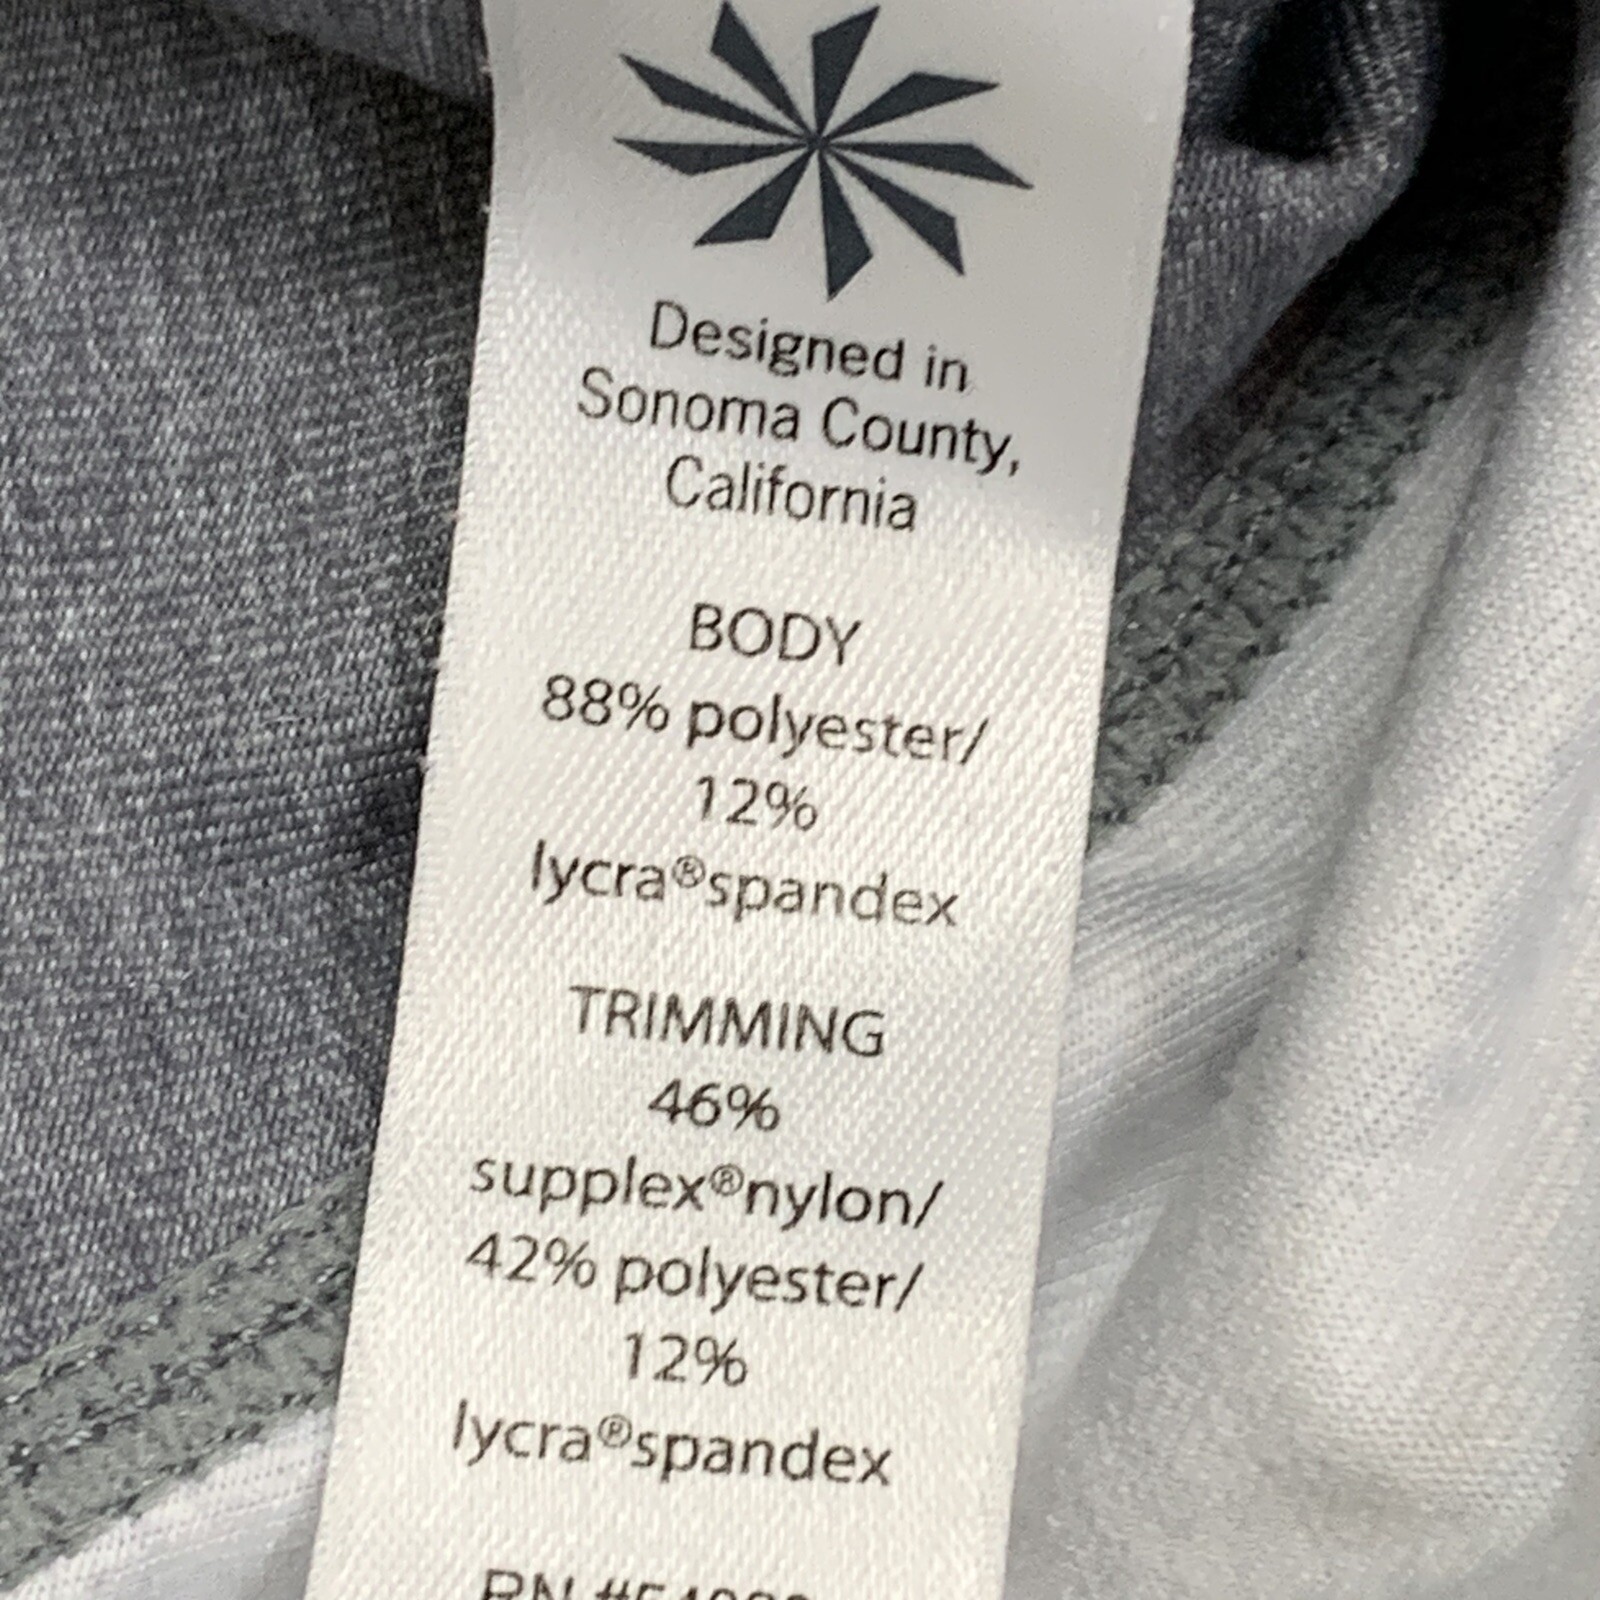 Designed in
Sonoma County,
California
BODY
88% polyester/
12%
lycra®spandex
TRIMMING
46%
supplex®nylon/
42% polyester/
12%
lycra®spandex
RN